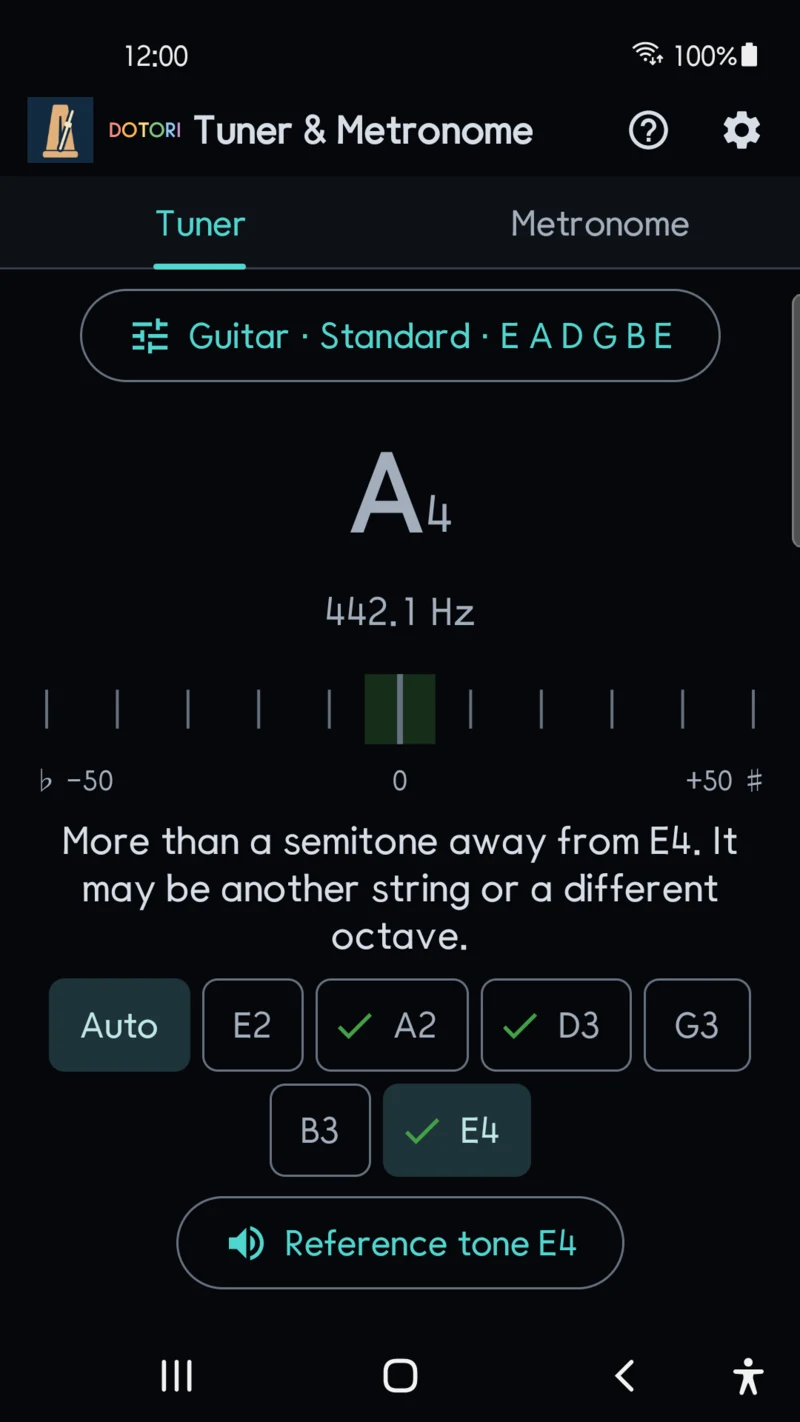 12:00 100%
DOTORI Tuner & Metronome
Tuner Metronome
Guitar · Standard · E A D G B E
A4
442.1 Hz
♭ −50 0 +50 ♯
More than a semitone away from E4. It
may be another string or a different
octave.
Auto E2 A2 D3 G3
B3 E4
Reference tone E4